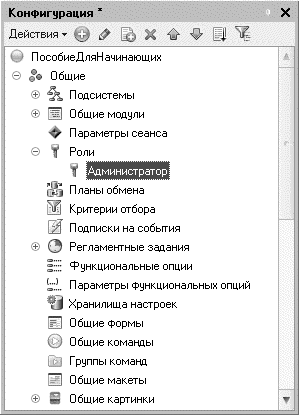 Конфигурация *
Действия
ПособиеДляНачинающих
Общие
Подсистемы
Общие модули
Параметры сеанса
Роли
Администратор
Планы обмена
Критерии отбора
Подписки на события
Регламентные задания
Функциональные опции
Параметры функциональных опций
Хранилища настроек
Общие формы
Общие команды
Группы команд
Общие макеты
Общие картинки